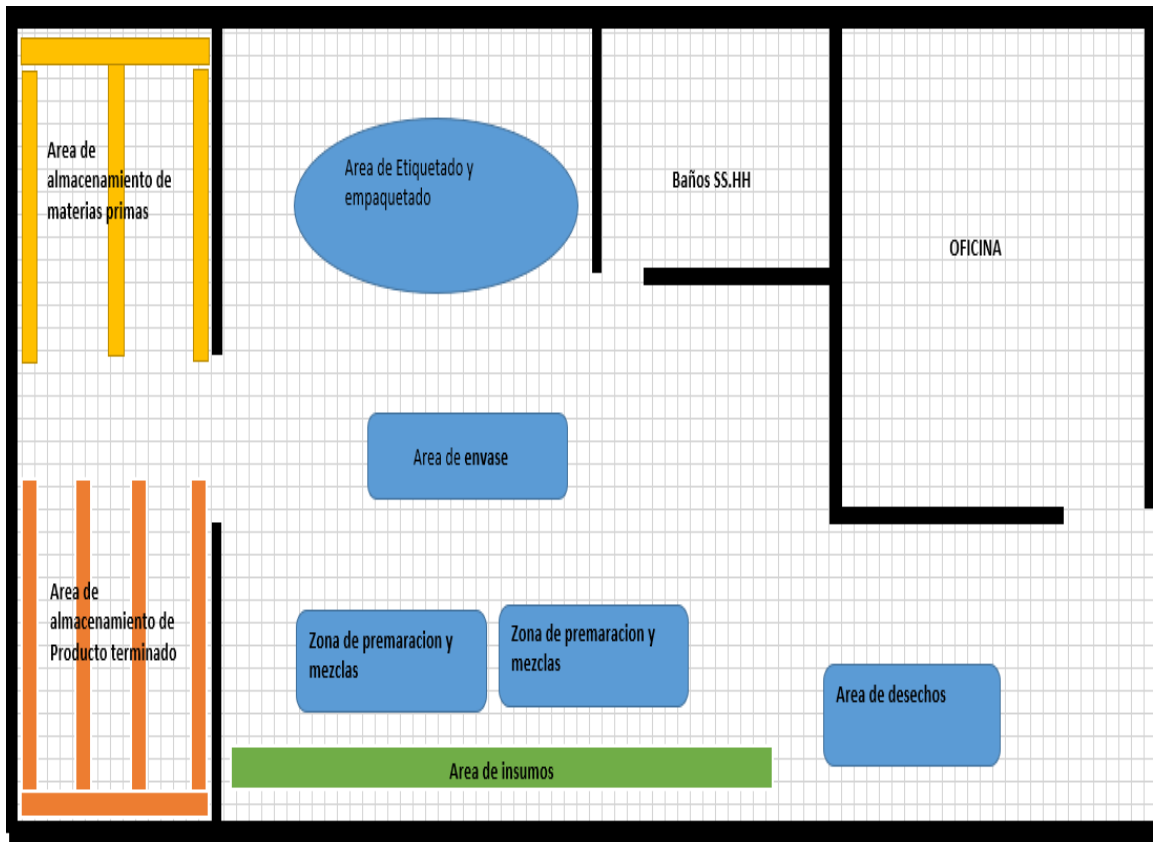 Area de
almacenamiento de
materias primas
Area de Etiquetado y
empaquetado
Baños SS.HH
OFICINA
Area de envase
Area de
almacenamiento de
Producto terminado
Zona de premaracion y
mezclas
Zona de premaracion y
mezclas
Area de desechos
Area de insumos